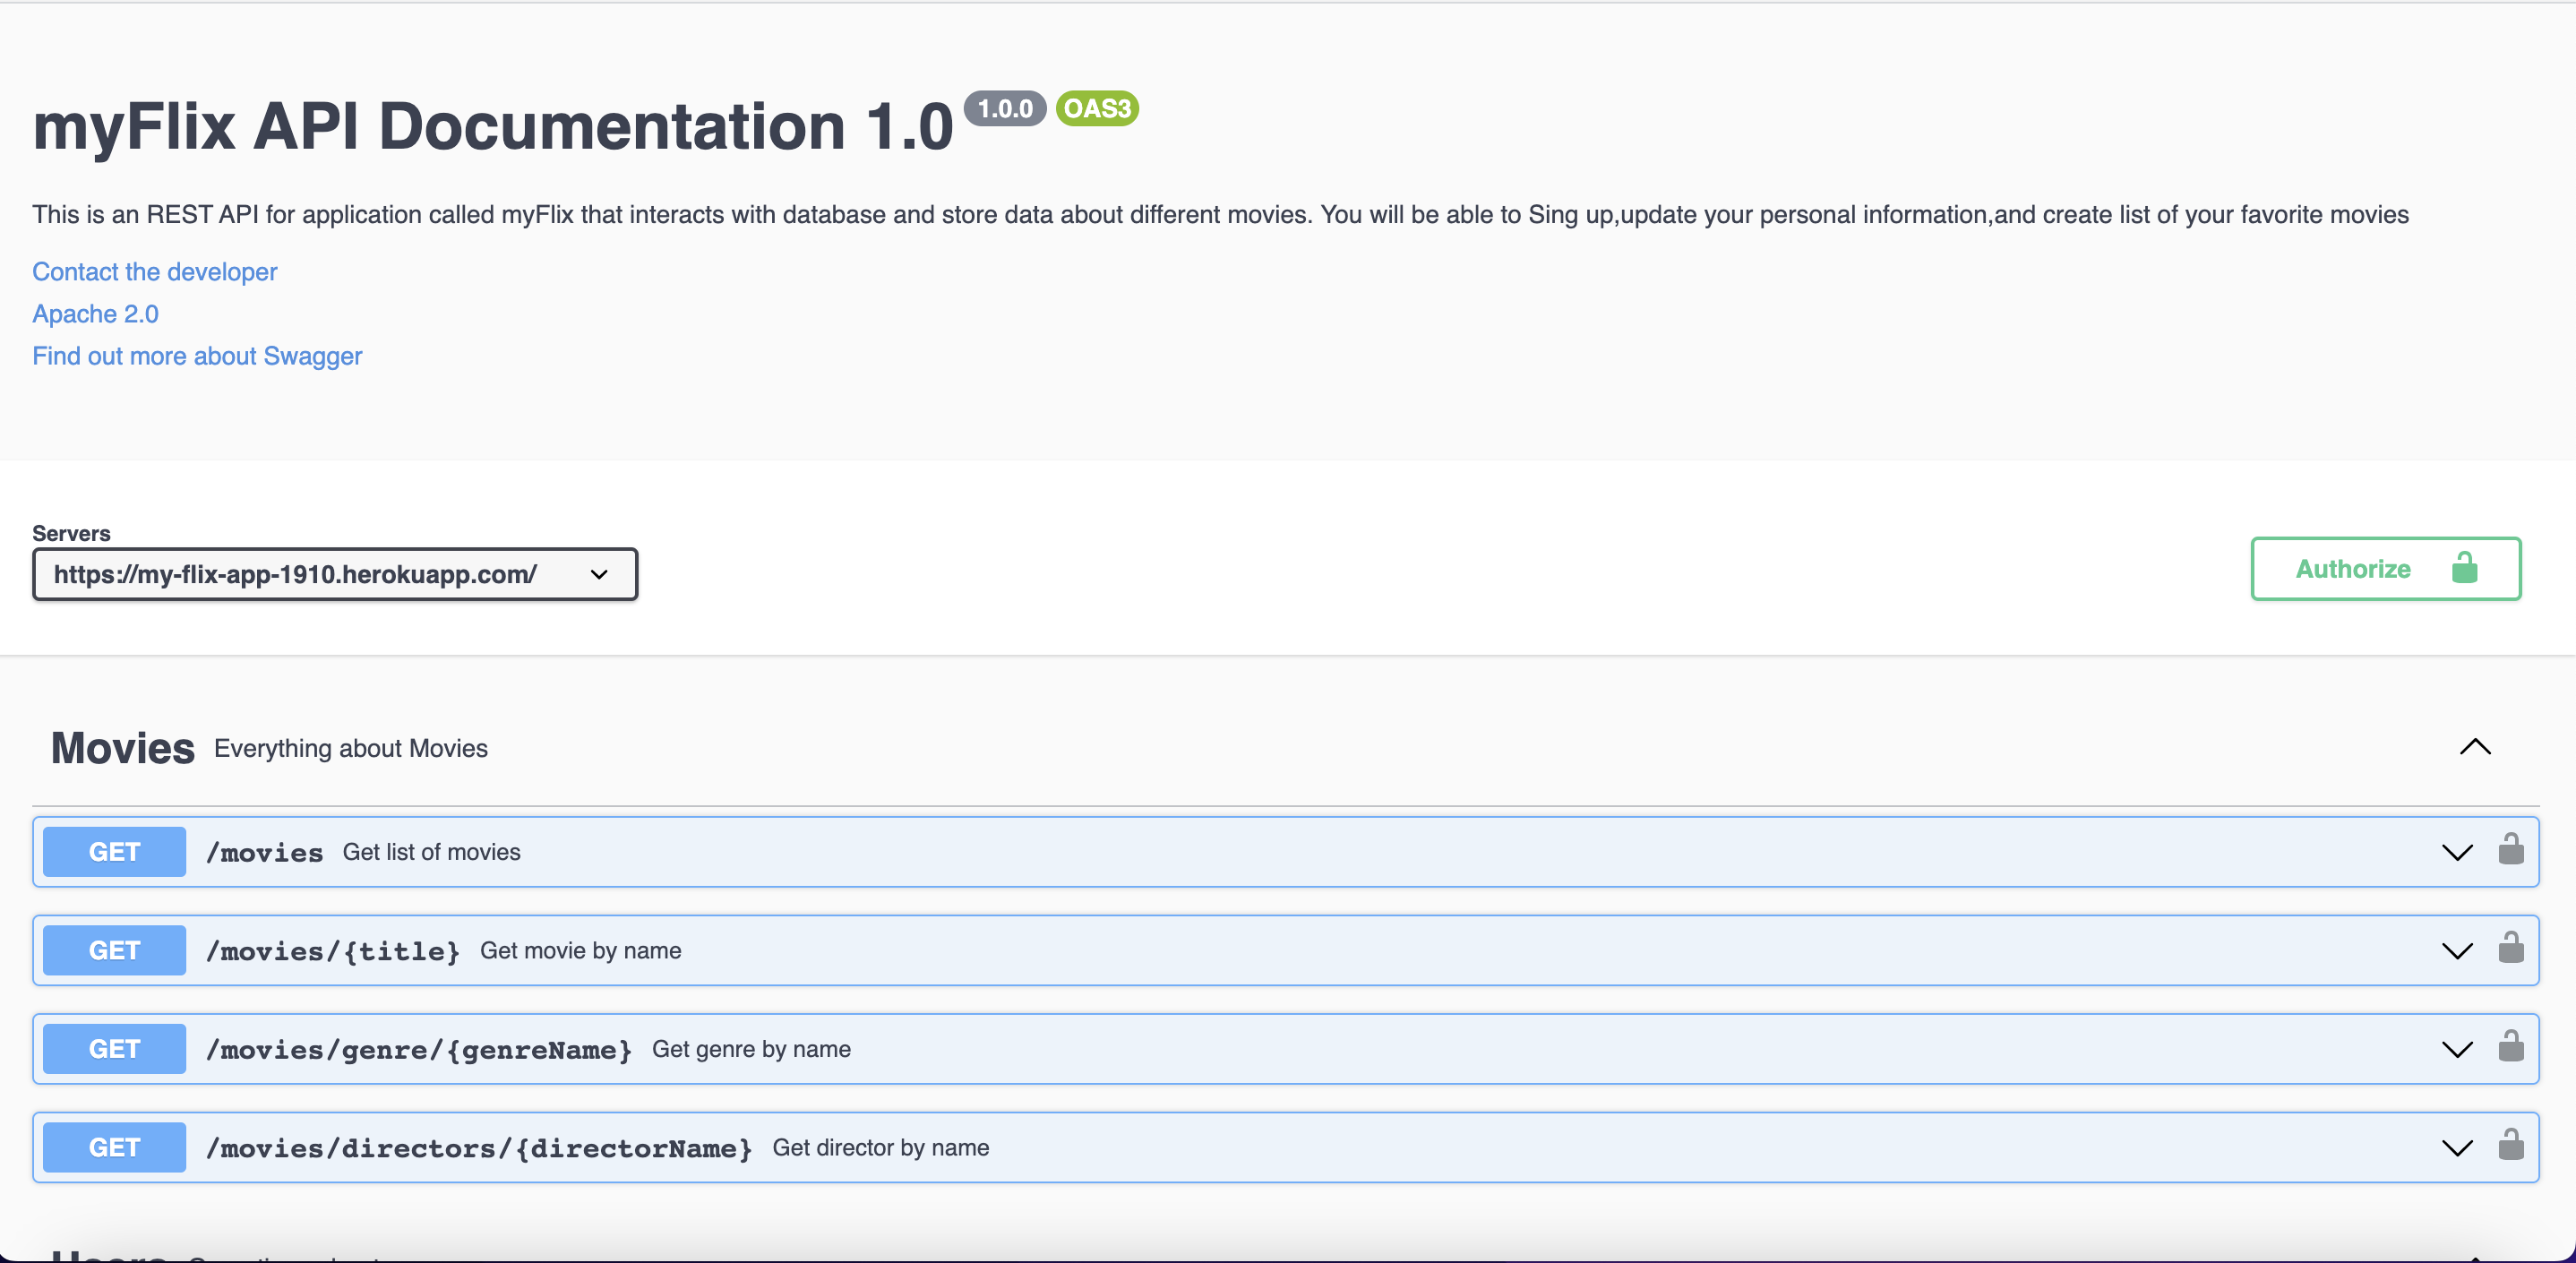 myFlix API Documentation 1.0 1.0.0 OAS3
This is an REST API for application called myFlix that interacts with database and store data about different movies. You will be able to Sing up,update your personal information,and create list of your favorite movies
Contact the developer
Apache 2.0
Find out more about Swagger
Servers
https://my-flix-app-1910.herokuapp.com/
Authorize
Movies Everything about Movies
GET /movies Get list of movies
GET /movies/{title} Get movie by name
GET /movies/genre/{genreName} Get genre by name
GET /movies/directors/{directorName} Get director by name
Users